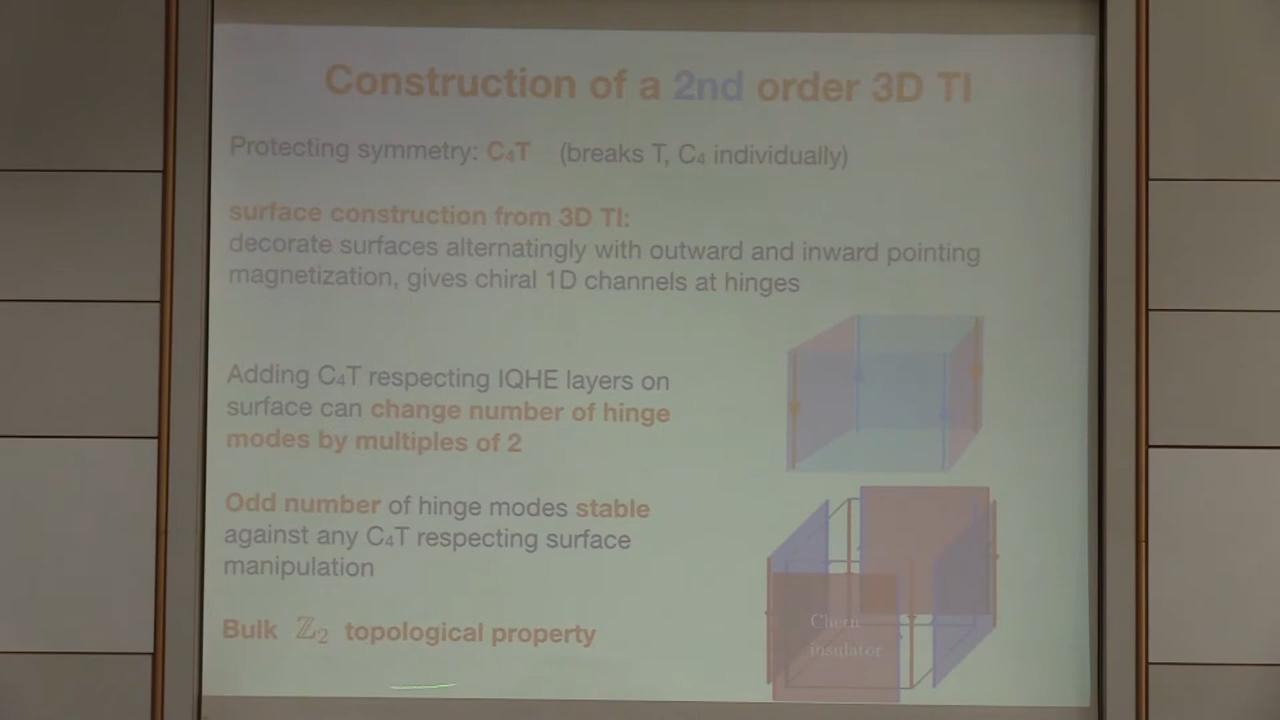 Construction of a 2nd order 3D TI
Protecting symmetry: C₄T (breaks T, C₄ individually)
surface construction from 3D TI:
decorate surfaces alternatingly with outward and inward pointing
magnetization, gives chiral 1D channels at hinges
Adding C₄T respecting IQHE layers on
surface can change number of hinge
modes by multiples of 2
Odd number of hinge modes stable
against any C₄T respecting surface
manipulation
Bulk ℤ₂ topological property
Chern
insulator